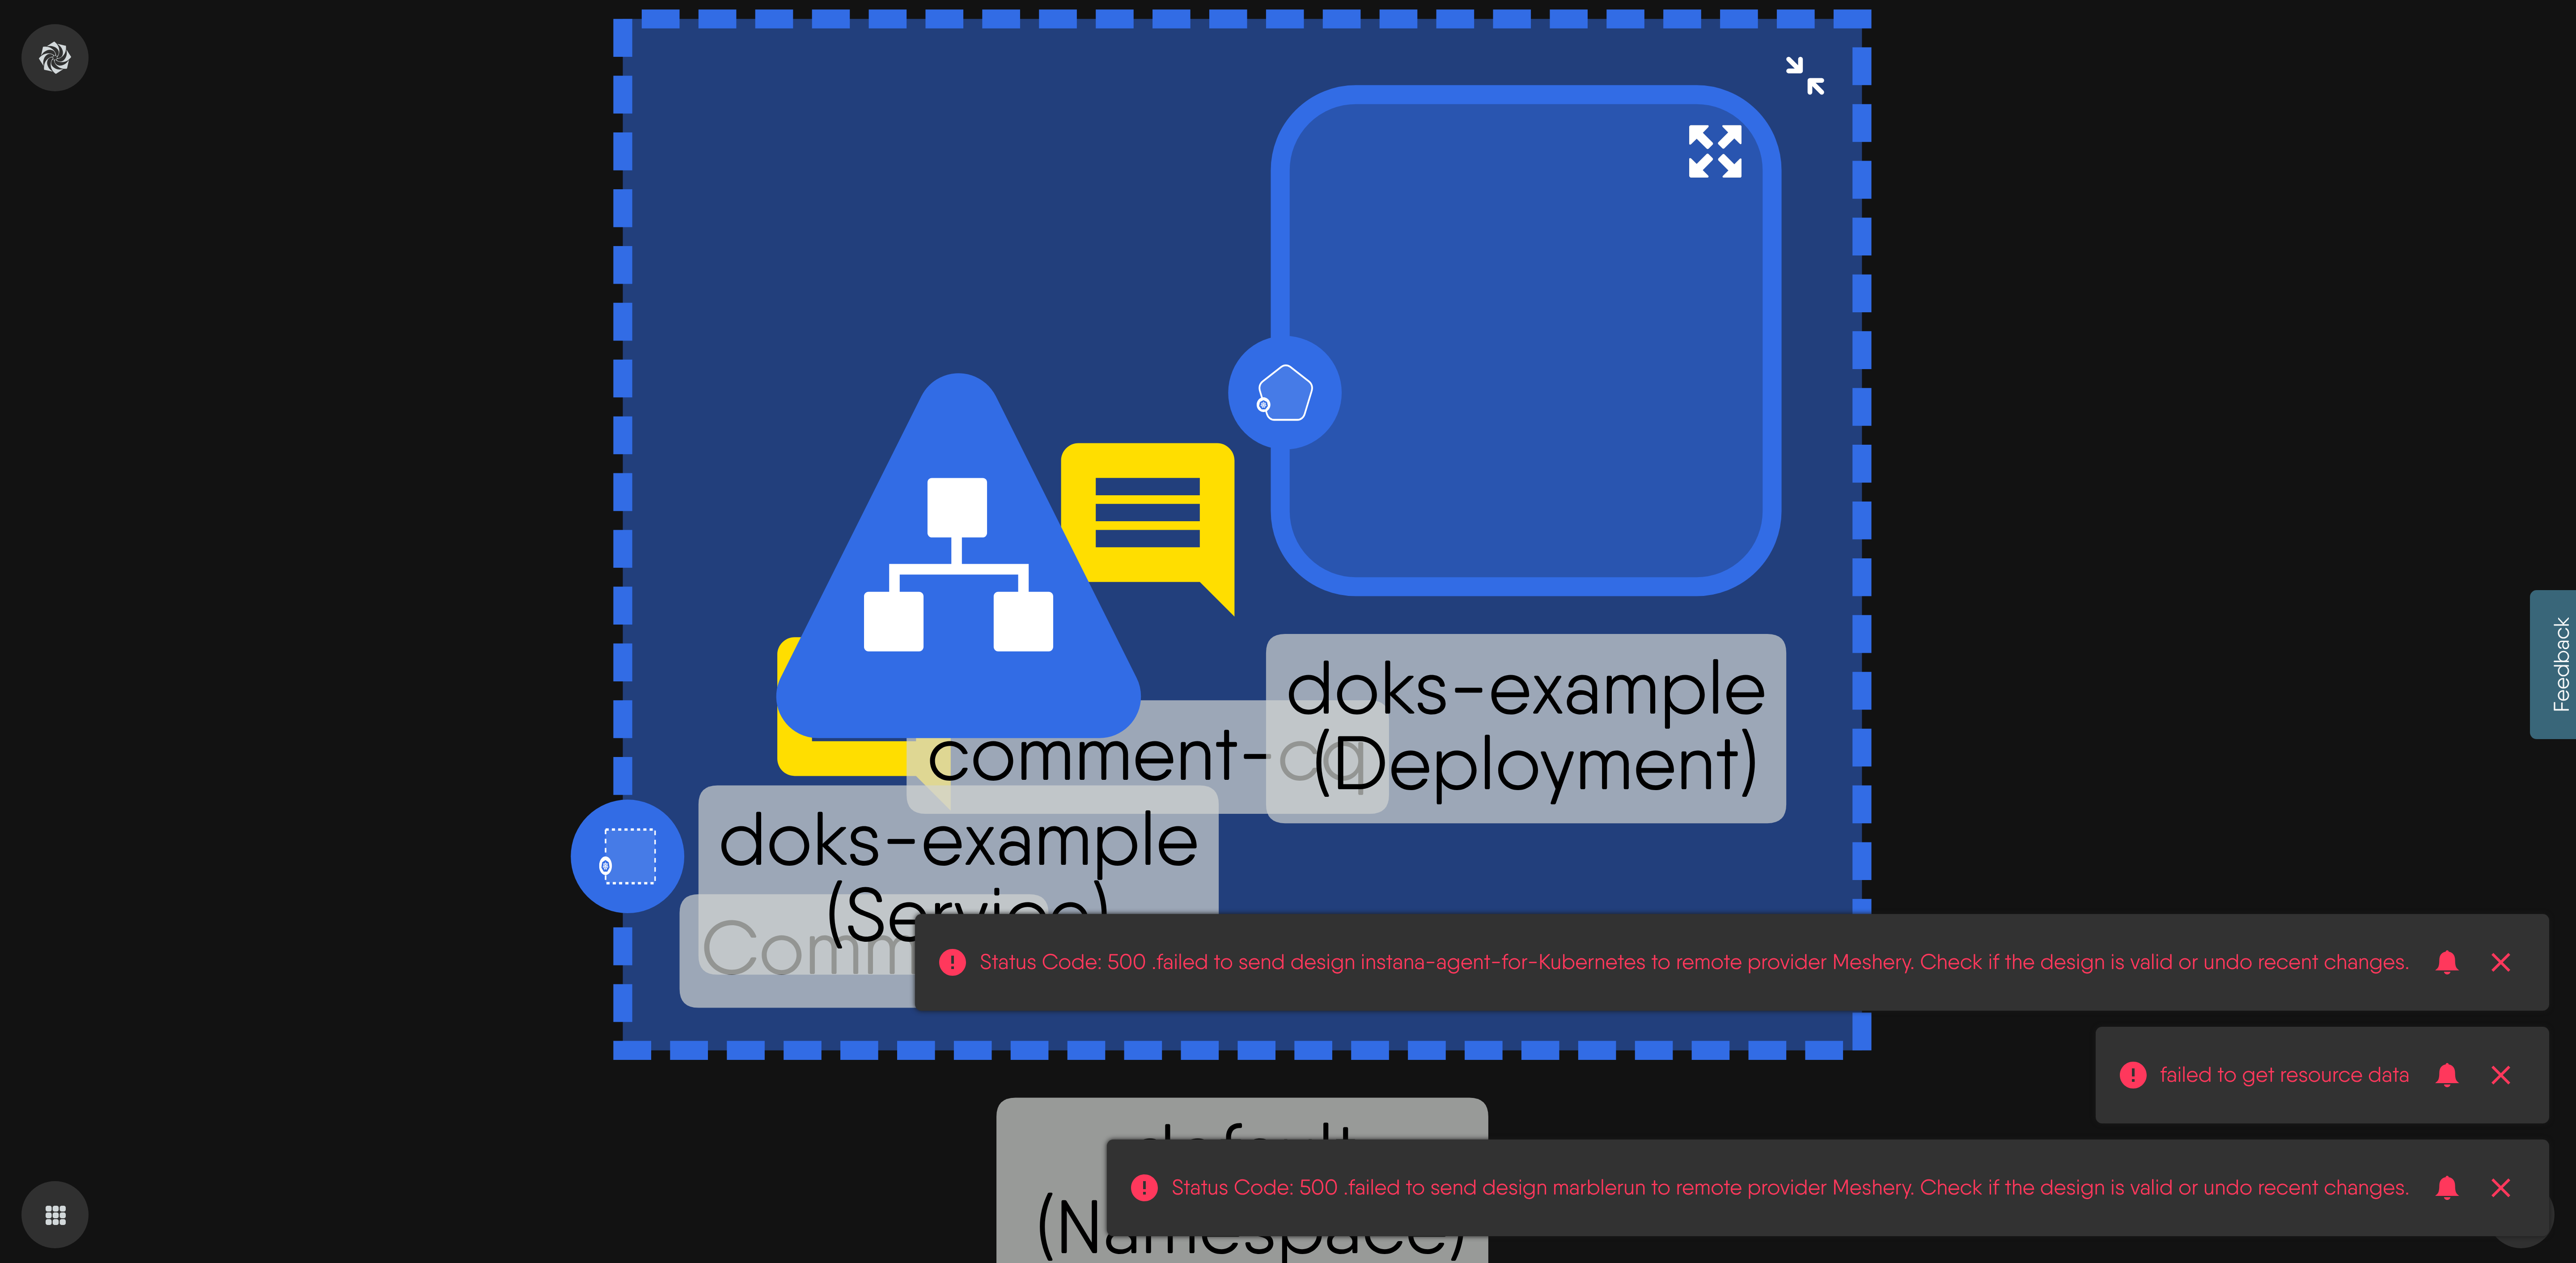 doks-example
(Deployment)
comment-cq
doks-example
(Service)
Comm
Status Code: 500 .failed to send design instana-agent-for-Kubernetes to remote provider Meshery. Check if the design is valid or undo recent changes.
failed to get resource data
default
(Namespace)
Status Code: 500 .failed to send design marblerun to remote provider Meshery. Check if the design is valid or undo recent changes.
Feedback